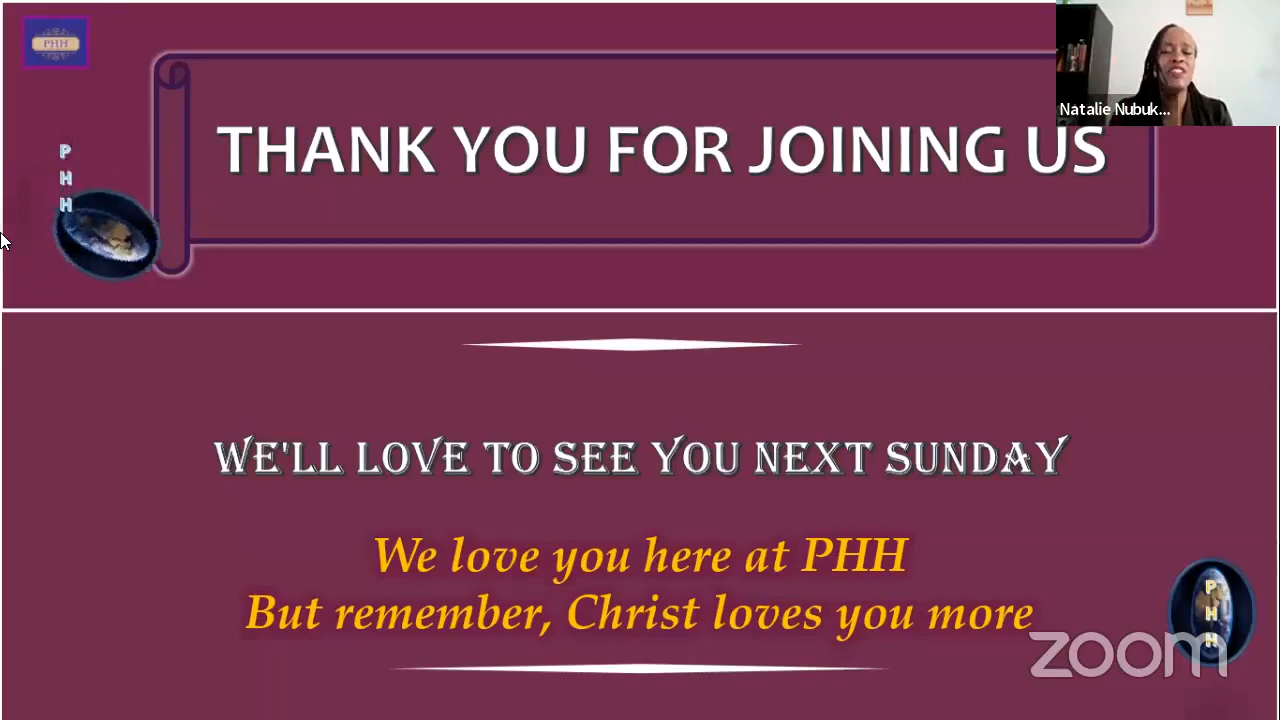 PHH
Natalie Nubuk...
THANK YOU FOR JOINING US
P
H
H
WE'LL LOVE TO SEE YOU NEXT SUNDAY
We love you here at PHH
But remember, Christ loves you more
P
H
H
zoom